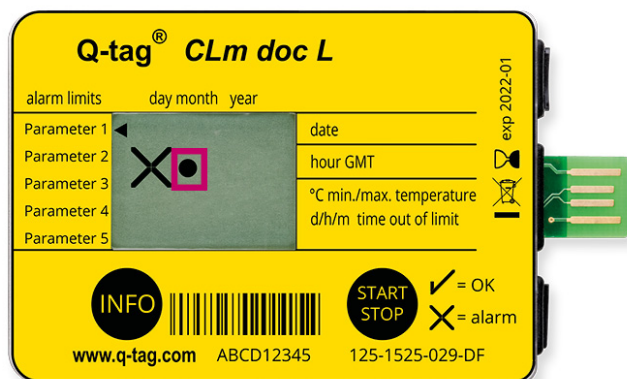 Q-tag® CLm doc L
alarm limits day month year
Parameter 1
Parameter 2
Parameter 3
Parameter 4
Parameter 5
date
hour GMT
°C min./max. temperature
d/h/m time out of limit
exp 2022-01
INFO
START
STOP
= OK
= alarm
www.q-tag.com ABCD12345 125-1525-029-DF